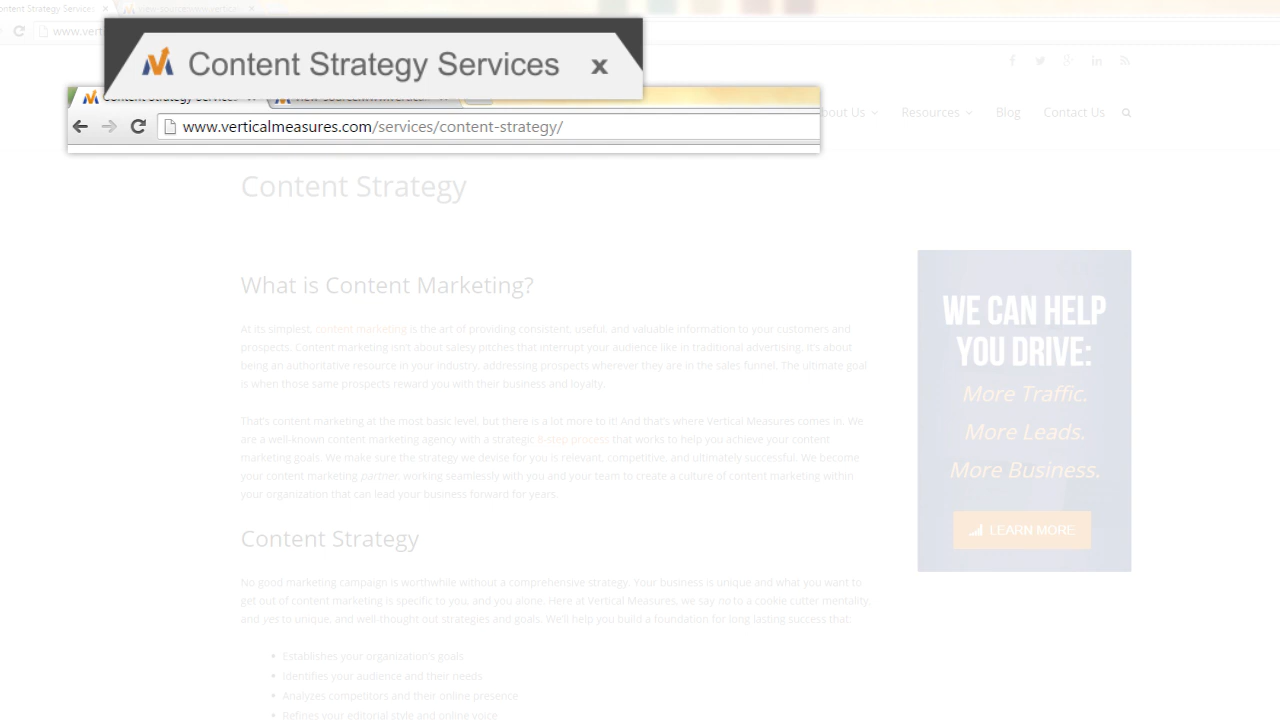 ontent Strategy Services x
www.vert
Content Strategy Services x
www.verticalmeasures.com/services/content-strategy/
out Us
Resources
Blog
Contact Us
Content Strategy
What is Content Marketing?
At its simplest, content marketing is the art of providing consistent, useful, and valuable information to your customers and
prospects. Content marketing isn't about salesy pitches that interrupt your audience like in traditional advertising. It's about
being an authoritative resource in your industry, addressing prospects wherever they are in the sales funnel. The ultimate goal
is when those same prospects reward you with their business and loyalty.
That's content marketing at the most basic level, but there is a lot more to it! And that's where Vertical Measures comes in. We
are a well-known content marketing agency with a strategic 8-step process that works to help you achieve your content
marketing goals. We make sure the strategy we devise for you is relevant, competitive, and ultimately successful. We become
your content marketing partner, working seamlessly with you and your team to create a culture of content marketing within
your organization that can lead your business forward for years.
Content Strategy
No good marketing campaign is worthwhile without a comprehensive strategy. Your business is unique and what you want to
get out of content marketing is specific to you, and you alone. Here at Vertical Measures, we say no to a cookie cutter mentality,
and yes to unique, and well-thought out strategies and goals. We'll help you build a foundation for long lasting success that:
• Establishes your organization's goals
• Identifies your audience and their needs
• Analyzes competitors and their online presence
• Refines your editorial style and online voice
WE CAN HELP
YOU DRIVE:
More Traffic.
More Leads.
More Business.
LEARN MORE